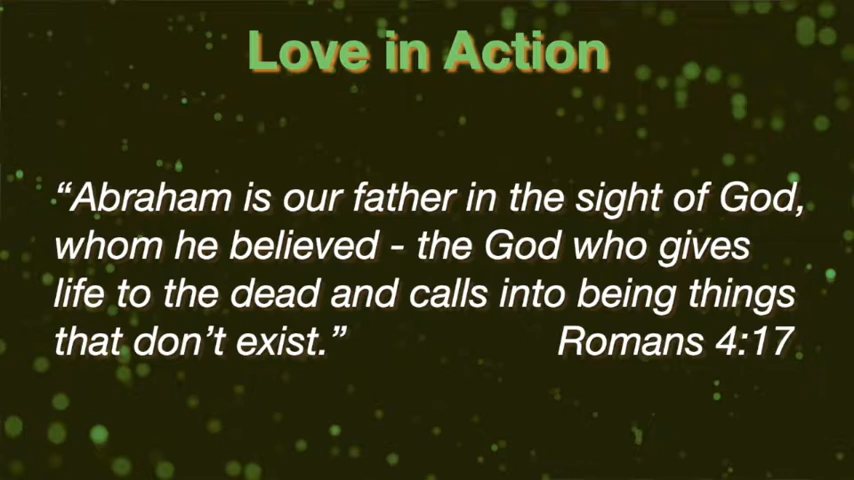 Love in Action
“Abraham is our father in the sight of God,
whom he believed - the God who gives
life to the dead and calls into being things
that don’t exist.” Romans 4:17